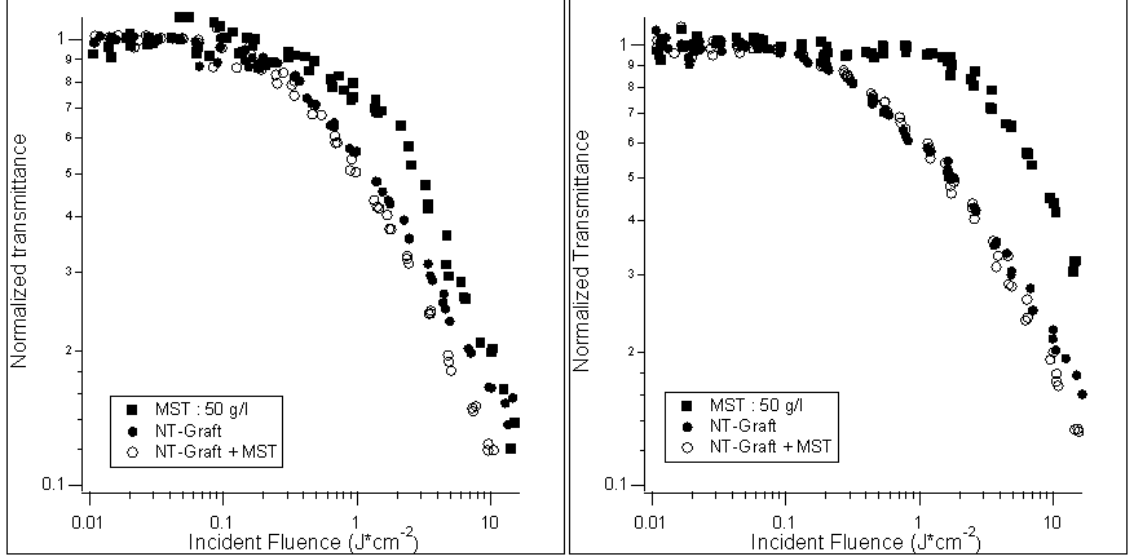 Normalized transmittance
1
9
8
7
6
5
4
3
2
0.1
0.01
0.1
1
10
Incident Fluence (J*cm-2)
MST : 50 g/l
NT-Graft
NT-Graft + MST
Normalized Transmittance
1
9
8
7
6
5
4
3
2
0.1
0.01
0.1
1
10
Incident Fluence (J*cm-2)
MST : 50 g/l
NT-Graft
NT-Graft + MST